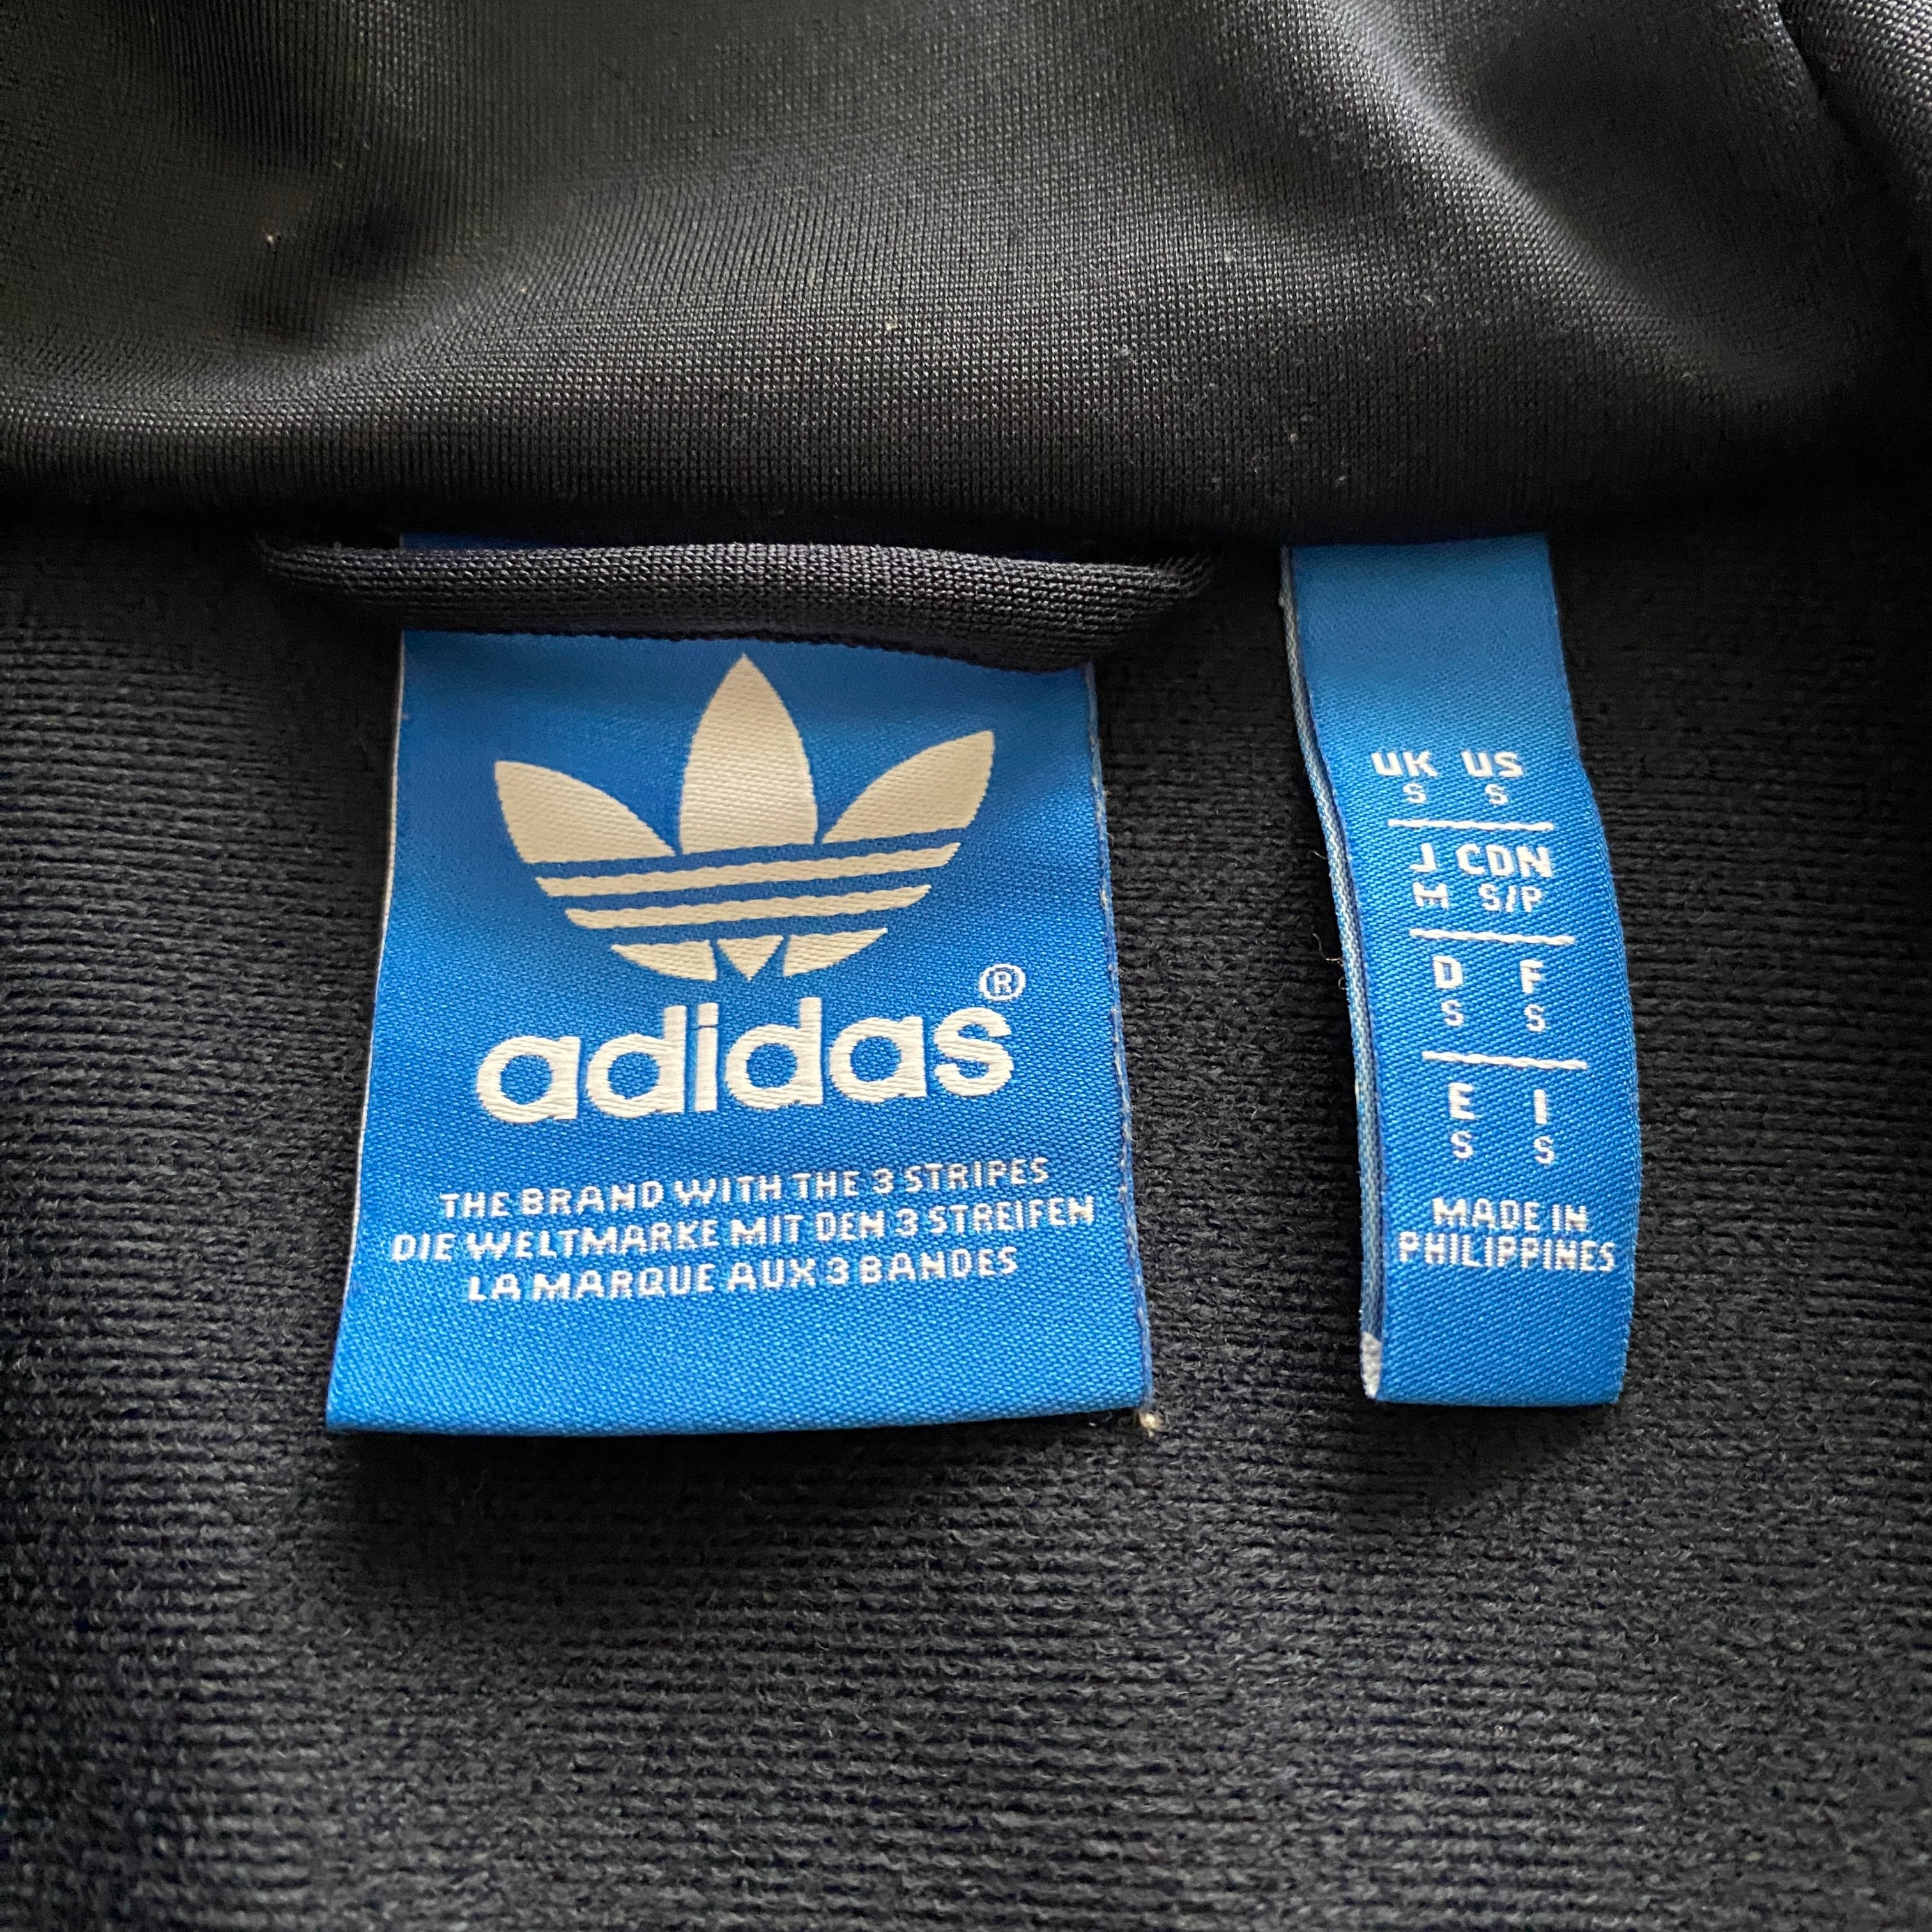 adidas®
THE BRAND WITH THE 3 STRIPES
DIE WELTMARKE MIT DEN 3 STREIFEN
LA MARQUE AUX 3 BANDES
UK US
S S
J CDN
M S/P
D F
S S
E I
S S
MADE IN
PHILIPPINES